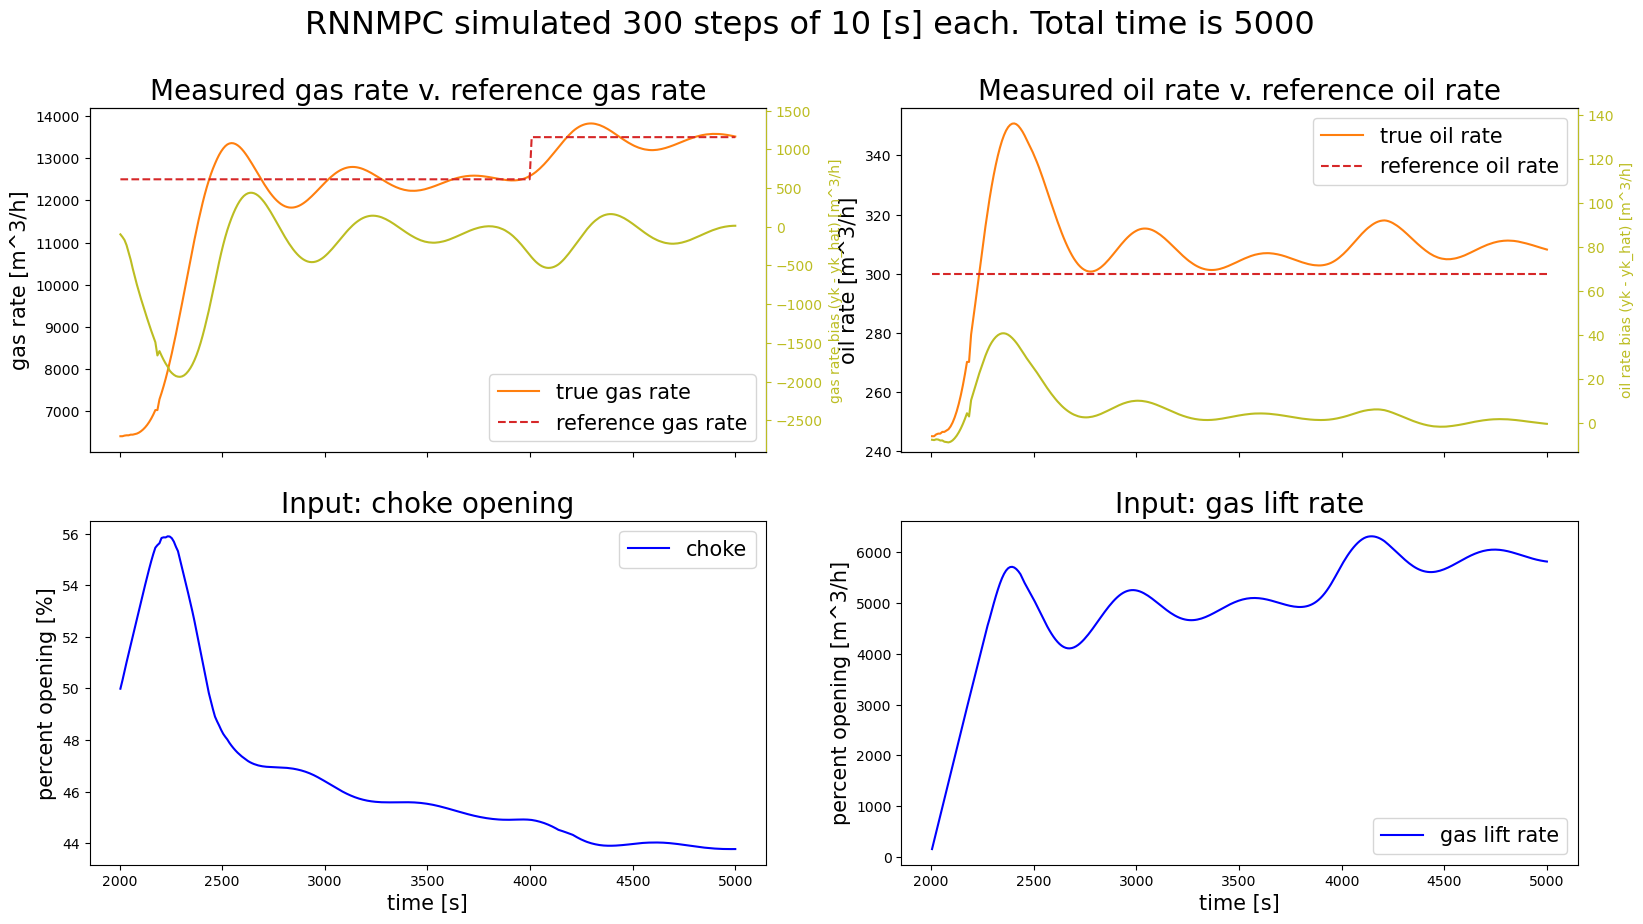 RNNMPC simulated 300 steps of 10 [s] each. Total time is 5000
Measured gas rate v. reference gas rate
gas rate [m^3/h]
14000
13000
12000
11000
10000
9000
8000
7000
1500
1000
500
0
−500
−1000
−1500
−2000
−2500
gas rate bias (yk - yk_hat) [m^3/h]
true gas rate
reference gas rate
Measured oil rate v. reference oil rate
oil rate [m^3/h]
340
320
300
280
260
240
140
120
100
80
60
40
20
0
oil rate bias (yk - yk_hat) [m^3/h]
true oil rate
reference oil rate
Input: choke opening
percent opening [%]
56
54
52
50
48
46
44
choke
2000 2500 3000 3500 4000 4500 5000
time [s]
Input: gas lift rate
percent opening [m^3/h]
6000
5000
4000
3000
2000
1000
0
gas lift rate
2000 2500 3000 3500 4000 4500 5000
time [s]